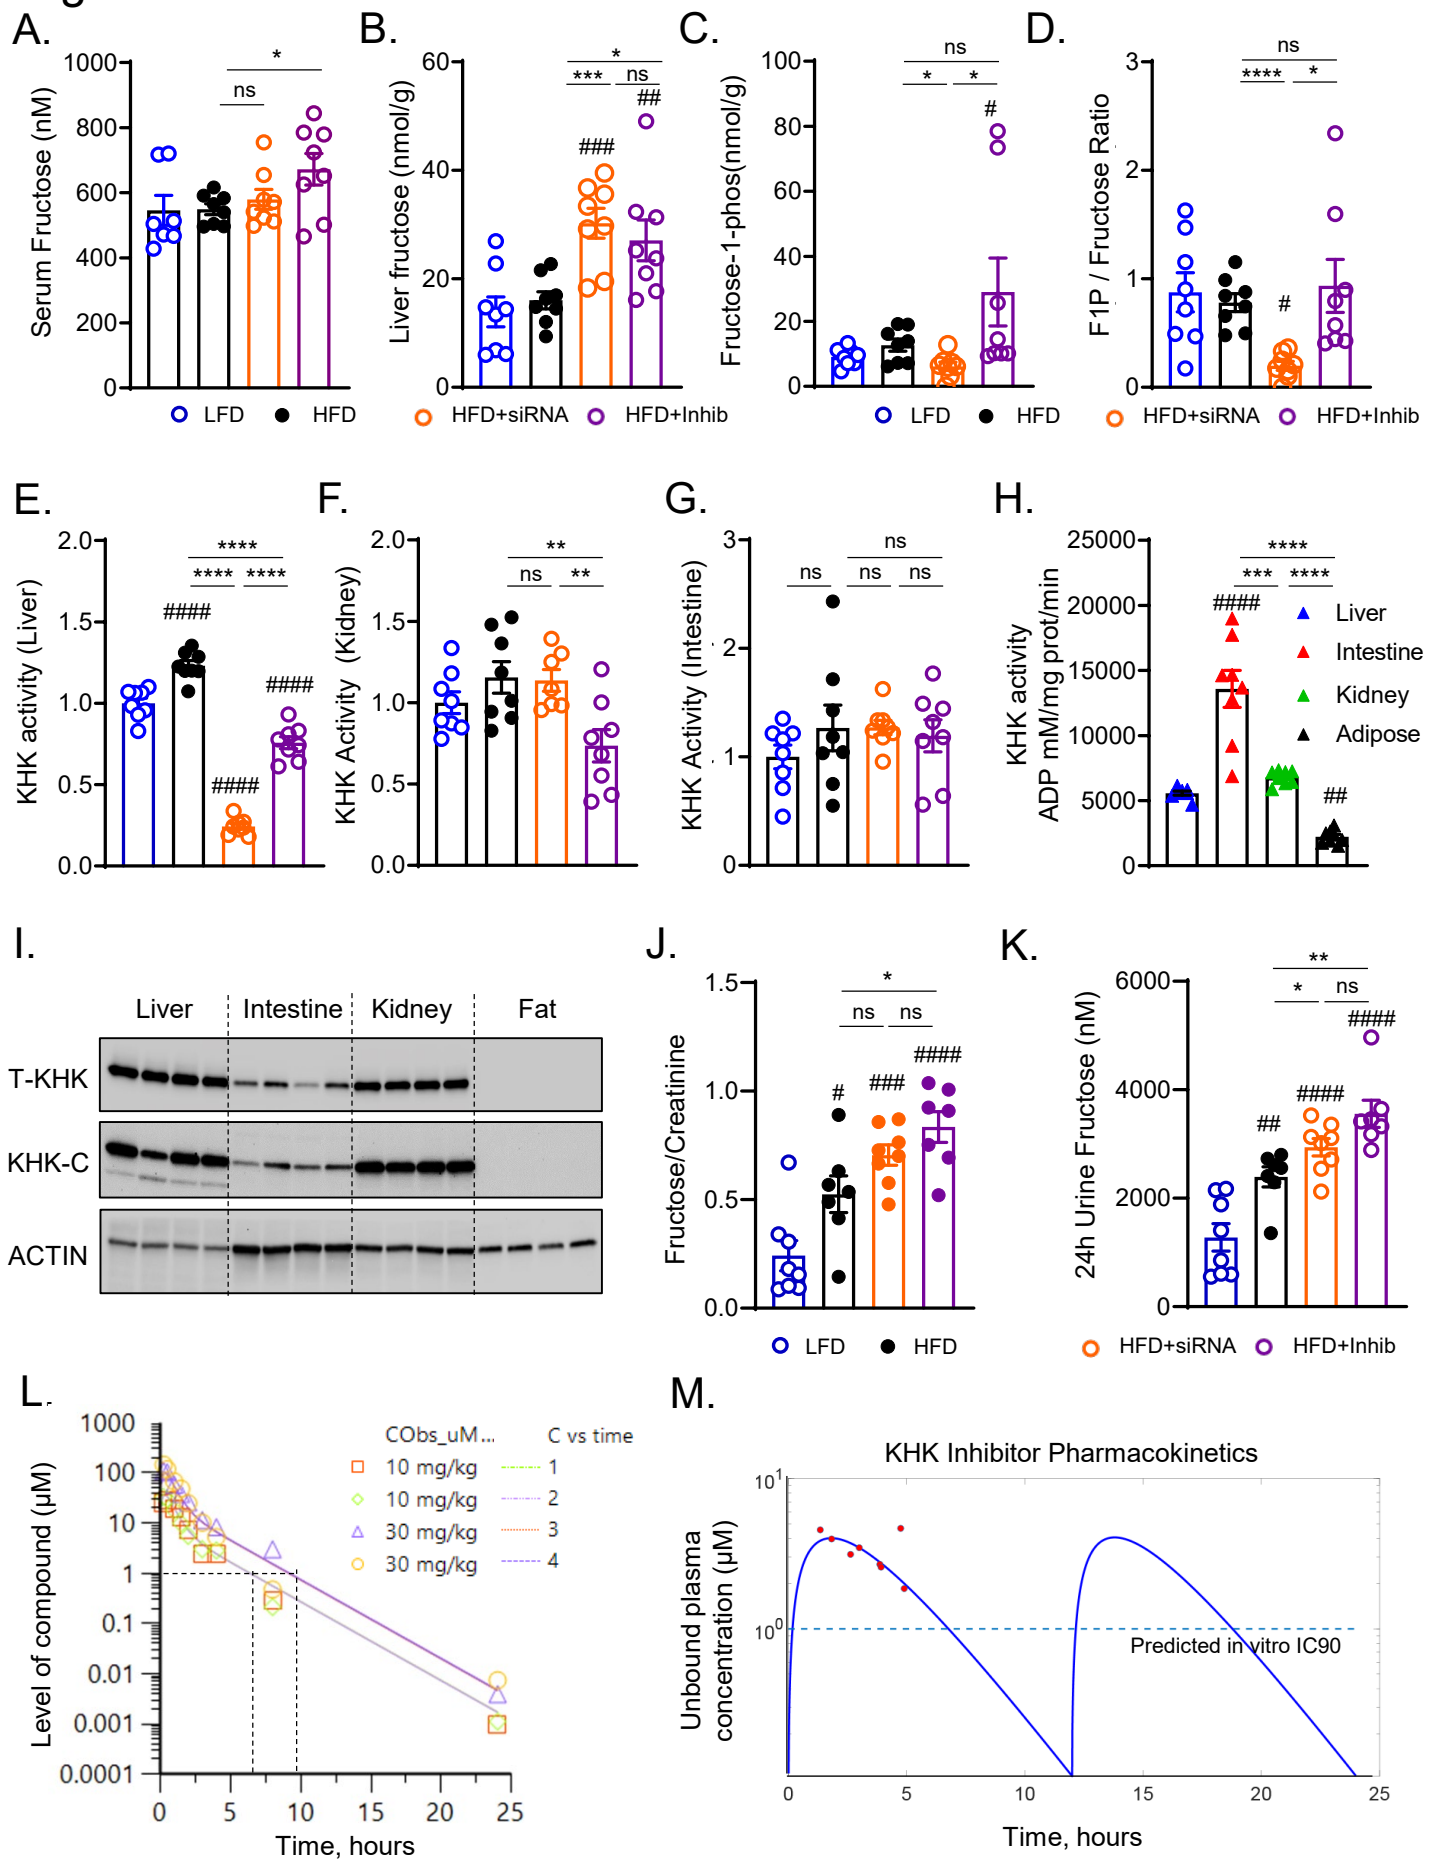 A.
Serum Fructose (nM)
1000
800
600
400
200
0
*
ns
B.
Liver fructose (nmol/g)
60
40
20
0
*
*** ns
##
###
C.
Fructose-1-phos(nmol/g)
100
80
60
40
20
0
ns
* *
#
D.
F1P / Fructose Ratio
3
2
1
0
ns
**** *
#
LFD HFD HFD+siRNA HFD+Inhib LFD HFD HFD+siRNA HFD+Inhib
E.
KHK activity (Liver)
2.0
1.5
1.0
0.5
0.0
****
**** ****
####
####
####
F.
KHK Activity (Kidney)
2.0
1.5
1.0
0.5
0.0
**
ns **
G.
KHK Activity (Intestine)
3
2
1
0
ns
ns ns ns
H.
KHK activity
ADP mM/mg prot/min
25000
20000
15000
10000
5000
0
****
*** ****
####
##
Liver
Intestine
Kidney
Adipose
I.
Liver Intestine Kidney Fat
T-KHK
KHK-C
ACTIN
J.
Fructose/Creatinine
1.5
1.0
0.5
0.0
*
ns ns
####
###
#
K.
24h Urine Fructose (nM)
6000
4000
2000
0
**
* ns
####
####
##
LFD HFD HFD+siRNA HFD+Inhib
L.
Level of compound (µM)
1000
100
10
1
0.1
0.01
0.001
0.0001
0 5 10 15 20 25
Time, hours
CObs_uM... C vs time
10 mg/kg 1
10 mg/kg 2
30 mg/kg 3
30 mg/kg 4
M.
KHK Inhibitor Pharmacokinetics
Unbound plasma
concentration (µM)
10¹
10⁰
Predicted in vitro IC90
0 5 10 15 20 25
Time, hours